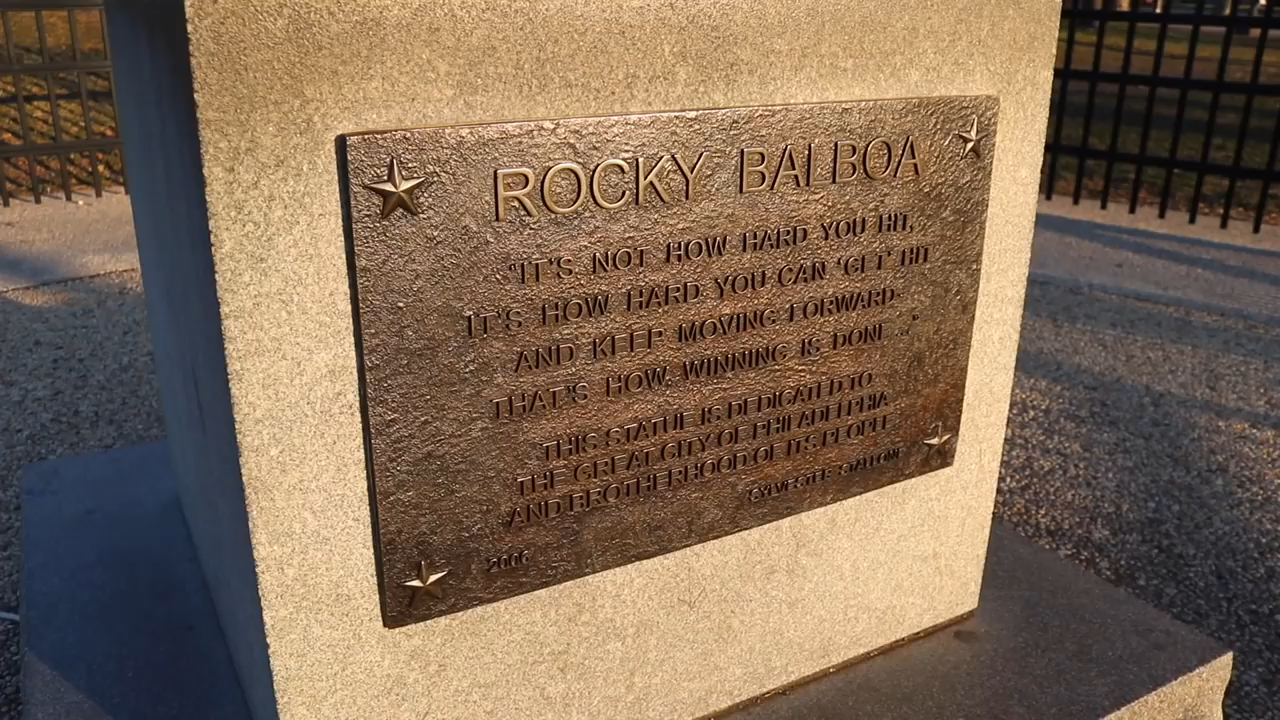 ROCKY BALBOA
"IT'S NOT HOW HARD YOU HIT,
IT'S HOW HARD YOU CAN 'GET' HIT
AND KEEP MOVING FORWARD.
THAT'S HOW WINNING IS DONE..."
THIS STATUE IS DEDICATED TO
THE GREAT CITY OF PHILADELPHIA
AND BROTHERHOOD OF ITS PEOPLE
SYLVESTER STALLONE
2006